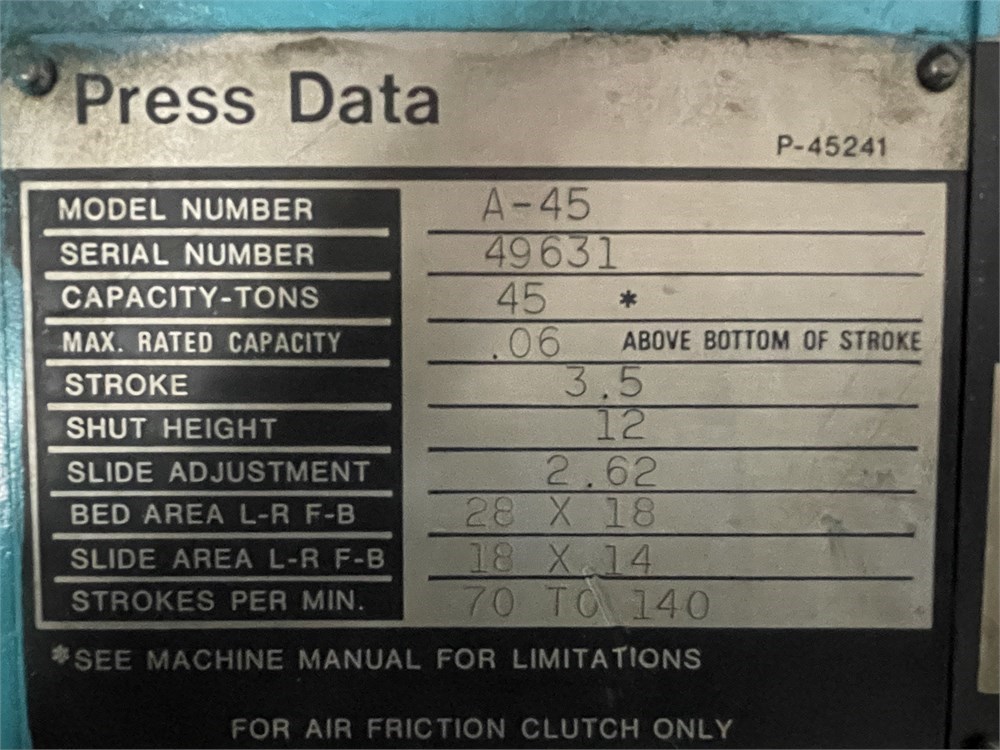 Press Data
P-45241
MODEL NUMBER A-45
SERIAL NUMBER 49631
CAPACITY-TONS 45 *
MAX. RATED CAPACITY .06 ABOVE BOTTOM OF STROKE
STROKE 3.5
SHUT HEIGHT 12
SLIDE ADJUSTMENT 2.62
BED AREA L-R F-B 28 X 18
SLIDE AREA L-R F-B 18 X 14
STROKES PER MIN. 70 TO 140
*SEE MACHINE MANUAL FOR LIMITATIONS
FOR AIR FRICTION CLUTCH ONLY